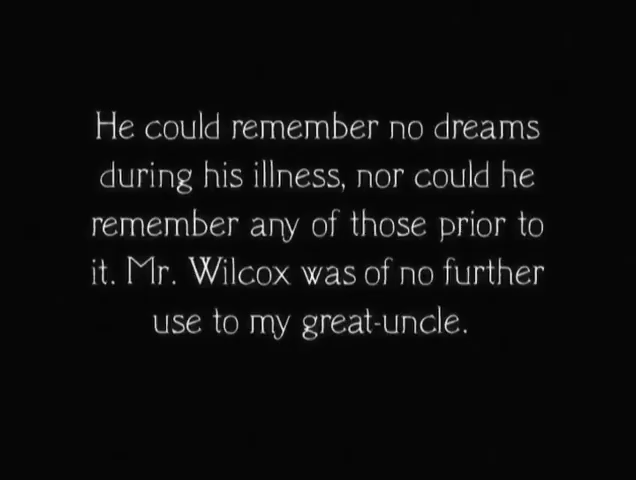 He could remember no dreams
during his illness, nor could he
remember any of those prior to
it. Mr. Wilcox was of no further
use to my great-uncle.